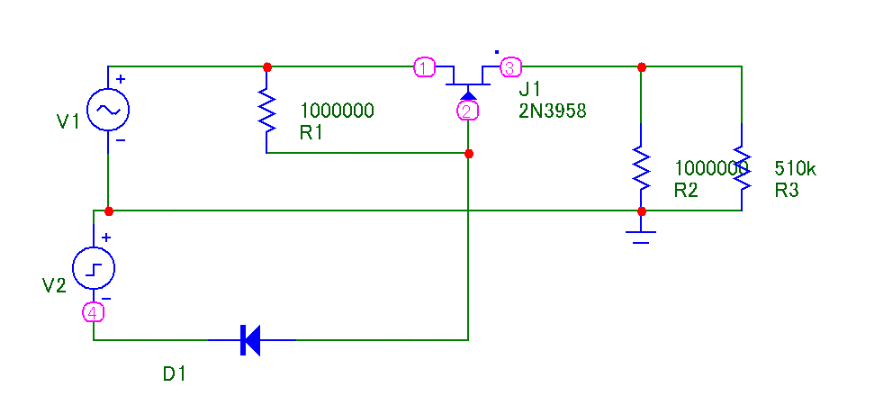 1
3
J1
2N3958
+
V1
−
1000000
R1
2
1000000
R2
510k
R3
+
V2
−
4
D1